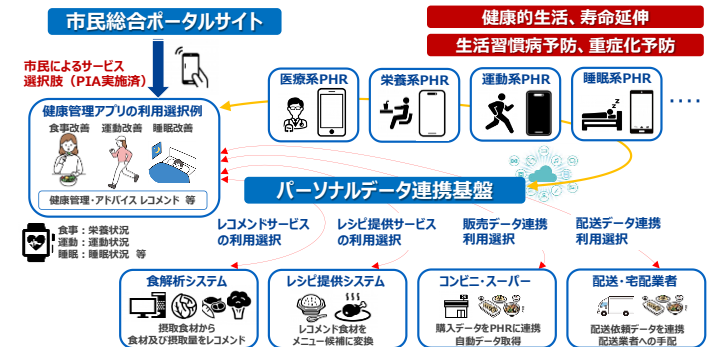 市民総合ポータルサイト
健康的生活、寿命延伸
生活習慣病予防、重症化予防
市民によるサービス
選択肢（PIA実施済）
医療系PHR
栄養系PHR
運動系PHR
睡眠系PHR
・・・・
健康管理アプリの利用選択例
食事改善 運動改善 睡眠改善
健康管理・アドバイス レコメンド 等
パーソナルデータ連携基盤
食事：栄養状況
運動：運動状況
睡眠：睡眠状況 等
レコメンドサービス
の利用選択
レシピ提供サービス
の利用選択
販売データ連携
利用選択
配送データ連携
利用選択
食解析システム
摂取食材から
食材及び摂取量をレコメンド
レシピ提供システム
レコメンド食材を
メニュー候補に変換
コンビニ・スーパー
購入データをPHRに連携
自動データ取得
配送・宅配業者
配送依頼データを連携
配送業者への手配